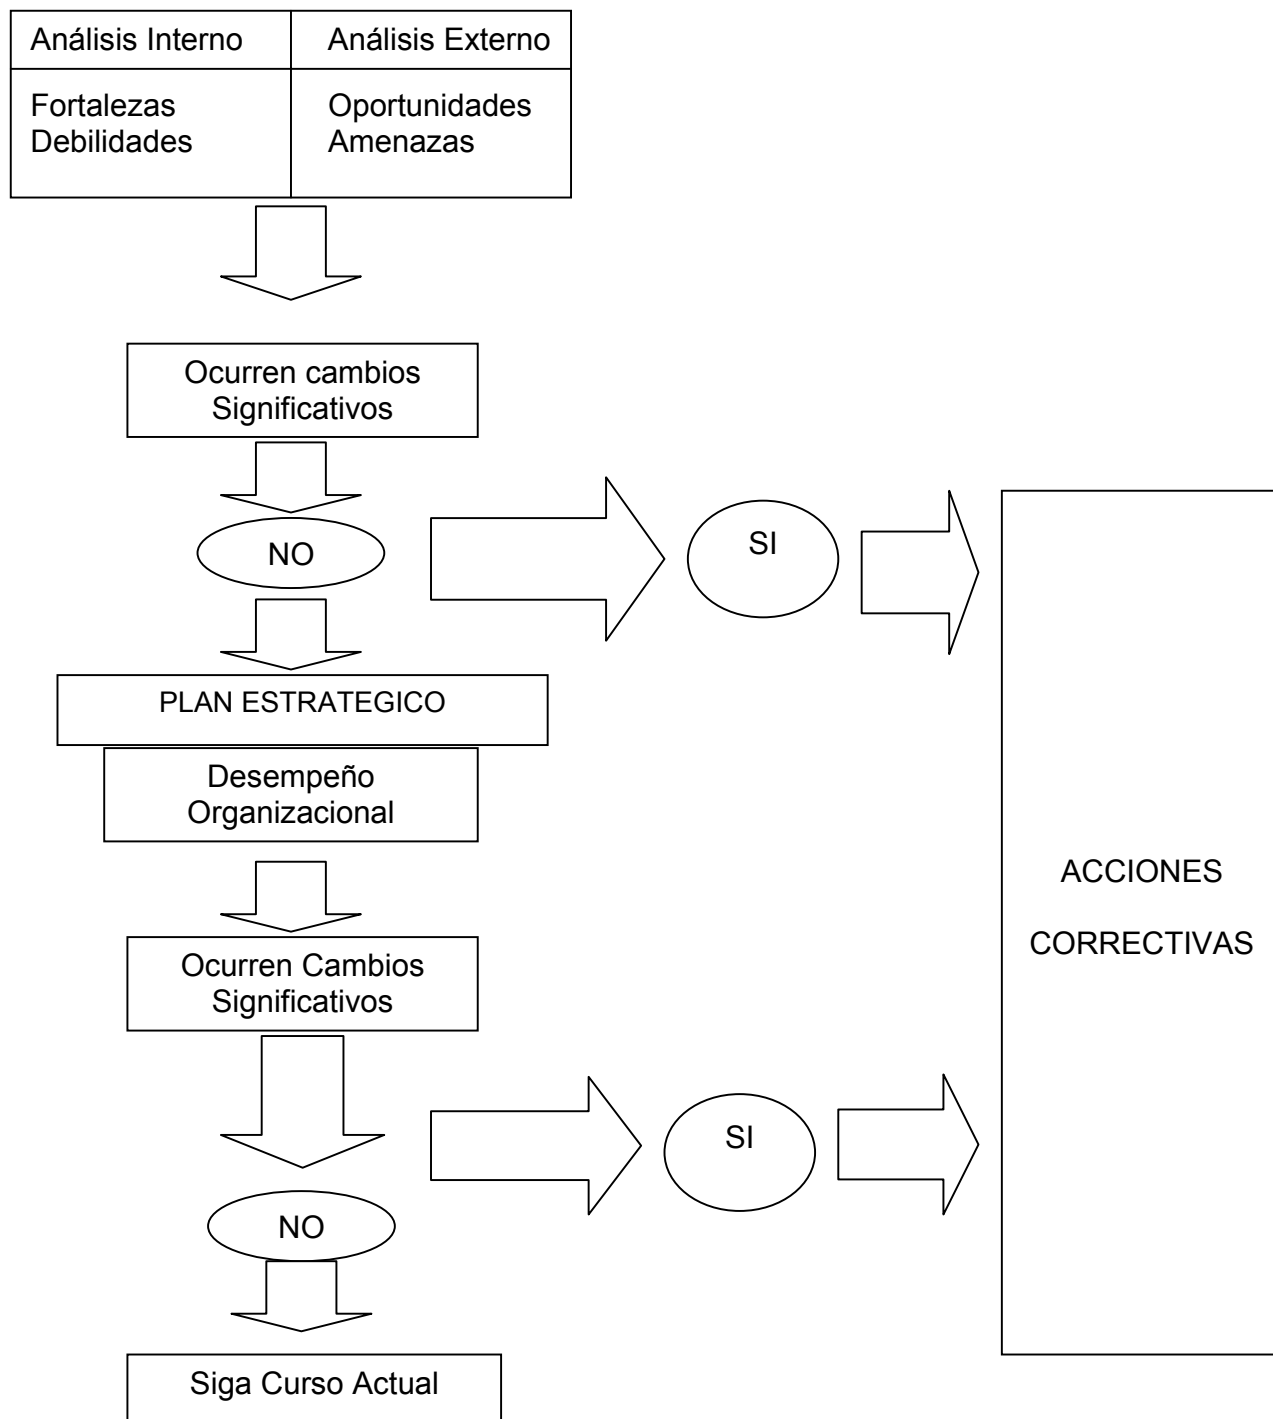 Análisis Interno
Análisis Externo
Fortalezas
Debilidades
Oportunidades
Amenazas
Ocurren cambios
Significativos
NO
SI
PLAN ESTRATEGICO
Desempeño
Organizacional
ACCIONES
CORRECTIVAS
Ocurren Cambios
Significativos
SI
NO
Siga Curso Actual